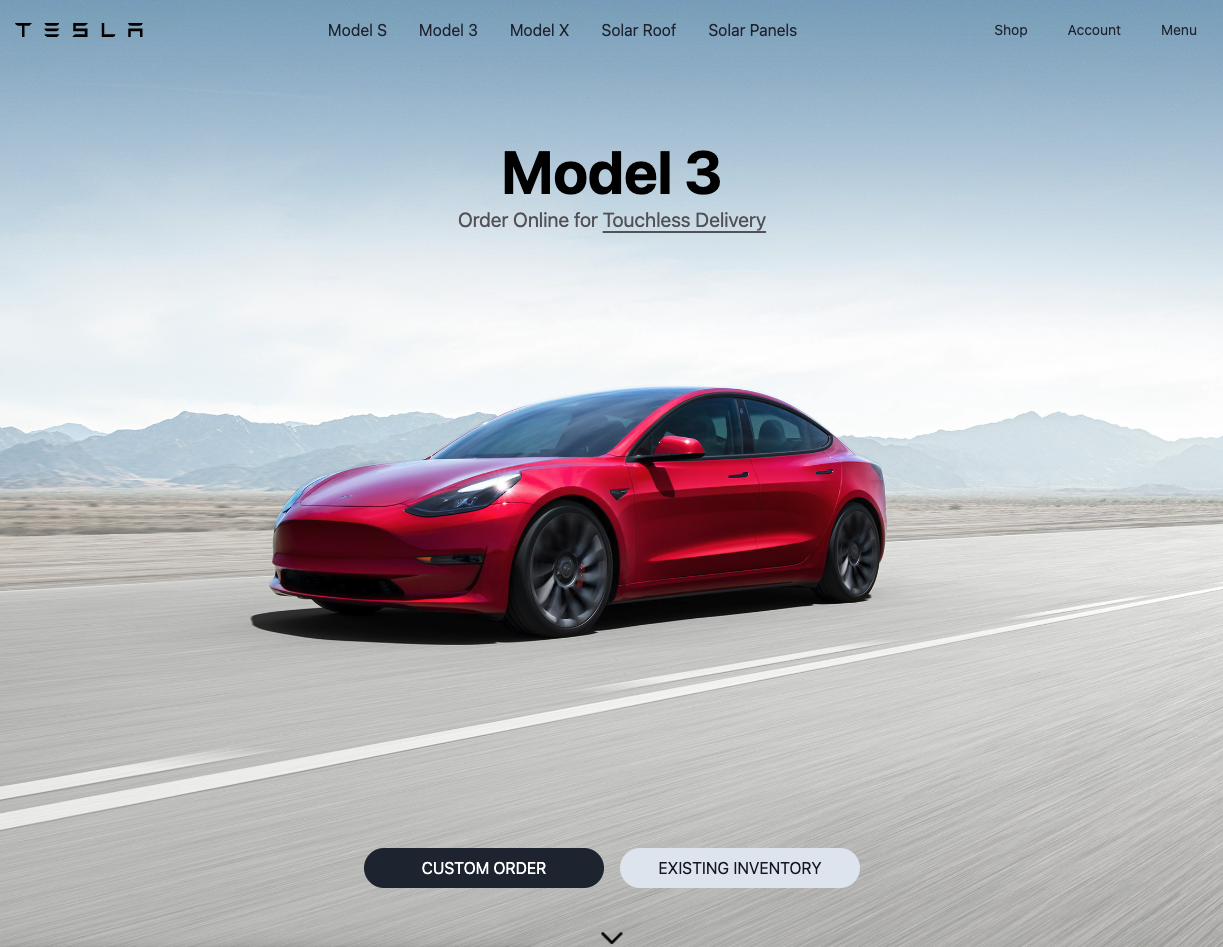 TESLA
Model S Model 3 Model X Solar Roof Solar Panels
Shop Account Menu
Model 3
Order Online for Touchless Delivery
CUSTOM ORDER
EXISTING INVENTORY